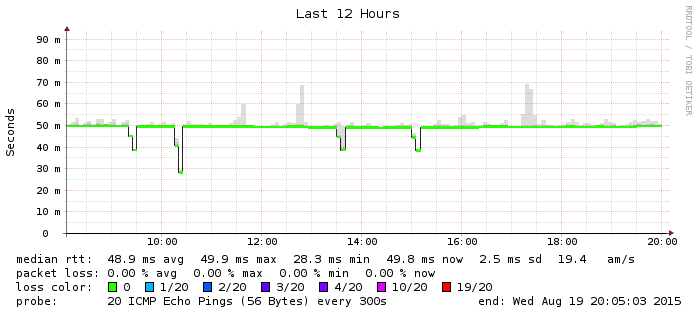 Last 12 Hours
RRDTOOL / TOBI OETIKER
Seconds
90 m
80 m
70 m
60 m
50 m
40 m
30 m
20 m
10 m
0
10:00 12:00 14:00 16:00 18:00 20:00
median rtt: 48.9 ms avg 49.9 ms max 28.3 ms min 49.8 ms now 2.5 ms sd 19.4 am/s
packet loss: 0.00 % avg 0.00 % max 0.00 % min 0.00 % now
loss color: 0 1/20 2/20 3/20 4/20 10/20 19/20
probe: 20 ICMP Echo Pings (56 Bytes) every 300s end: Wed Aug 19 20:05:03 2015